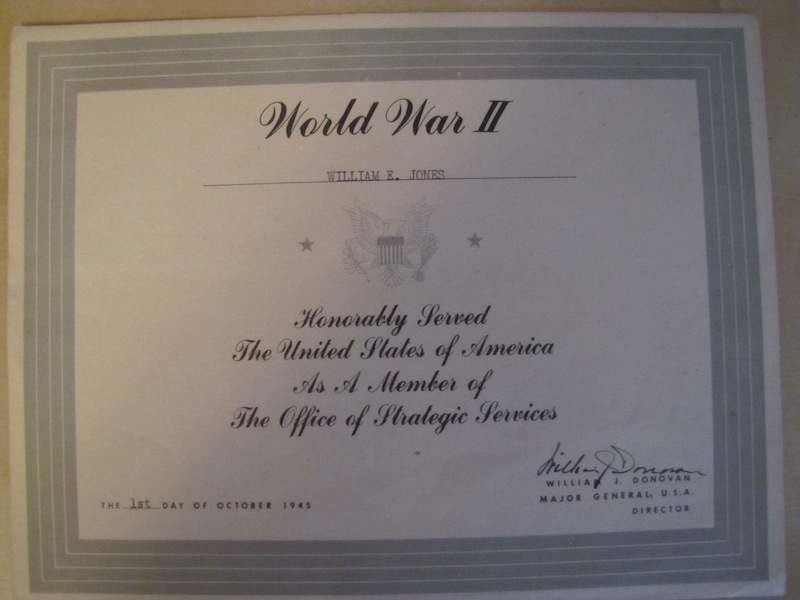 World War II
WILLIAM E. JONES
Honorably Served
The United States of America
As A Member of
The Office of Strategic Services
William J Donovan
WILLIAM J. DONOVAN
MAJOR GENERAL, U.S.A.
DIRECTOR
THE 1st DAY OF OCTOBER 1945